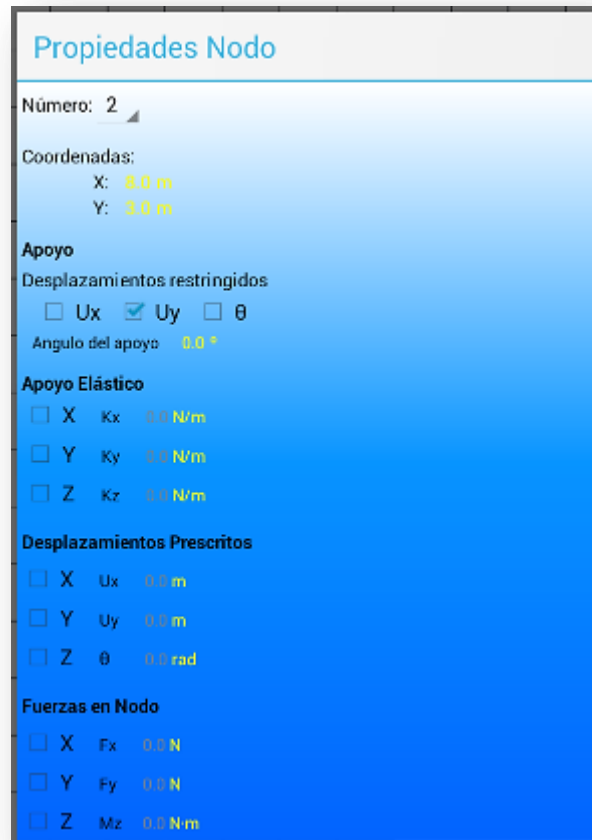 Propiedades Nodo
Número: 2
Coordenadas:
X: 8.0 m
Y: 3.0 m
Apoyo
Desplazamientos restringidos
Ux Uy θ
Angulo del apoyo 0.0 º
Apoyo Elástico
X Kx 0.0 N/m
Y Ky 0.0 N/m
Z Kz 0.0 N/m
Desplazamientos Prescritos
X Ux 0.0 m
Y Uy 0.0 m
Z θ 0.0 rad
Fuerzas en Nodo
X Fx 0.0 N
Y Fy 0.0 N
Z Mz 0.0 N·m